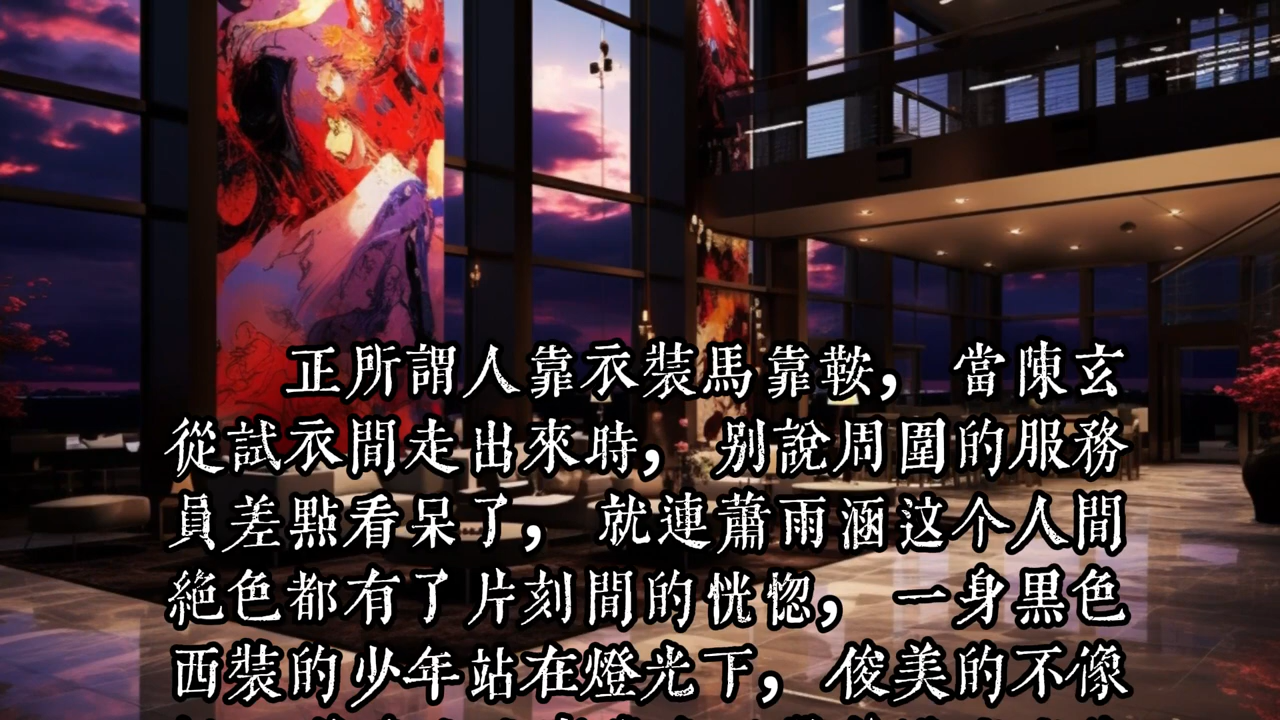 正所謂人靠衣裝馬靠鞍，當陳玄
從試衣間走出來時，别說周圍的服務
員差點看呆了，就連蕭雨涵这个人間
絕色都有了片刻間的恍惚，一身黑色
西裝的少年站在燈光下，俊美的不像